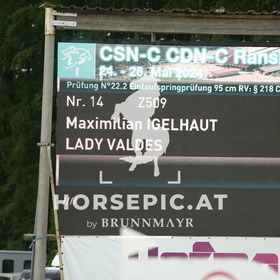 CSN-C CDN-C Rans
24. - 26. Mai 2024
Prüfung N°22.2 Einlaufspringprüfung 95 cm RV: § 218 C
Nr. 14 Z509
Maximilian IGELHAUT
LADY VALDES
HORSEPIC.AT
by BRUNNMAYR